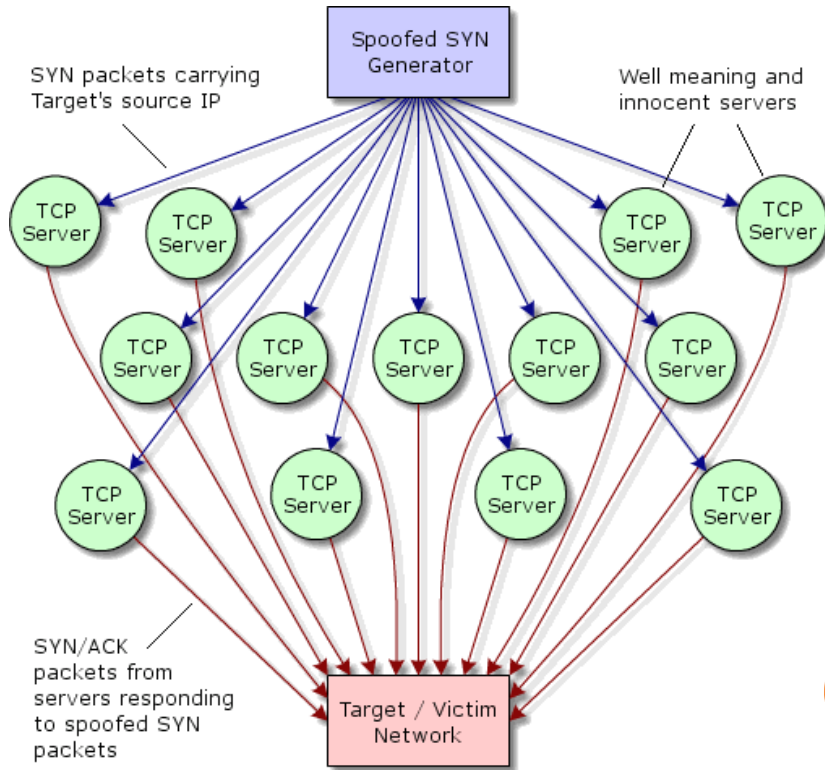 Spoofed SYN
Generator
SYN packets carrying
Target's source IP
Well meaning and
innocent servers
TCP
Server
TCP
Server
TCP
Server
TCP
Server
TCP
Server
TCP
Server
TCP
Server
TCP
Server
TCP
Server
TCP
Server
TCP
Server
TCP
Server
TCP
Server
SYN/ACK
packets from
servers responding
to spoofed SYN
packets
Target / Victim
Network